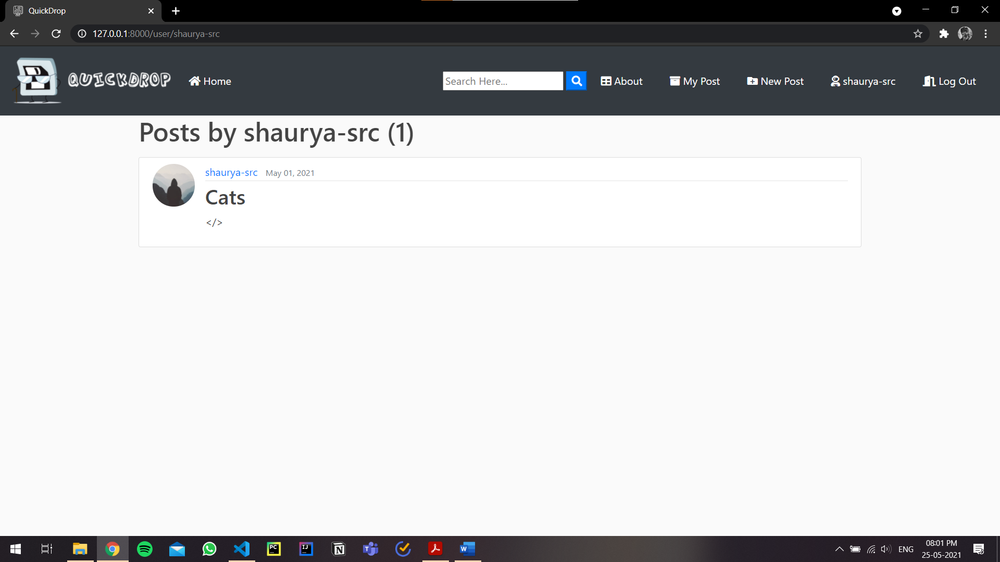 QuickDrop
127.0.0.1:8000/user/shaurya-src
QUICKDROP
Home
Search Here...
About
My Post
New Post
shaurya-src
Log Out
Posts by shaurya-src (1)
shaurya-src May 01, 2021
Cats
</>
PC
IJ
N
T
W
ENG
08:01 PM
25-05-2021